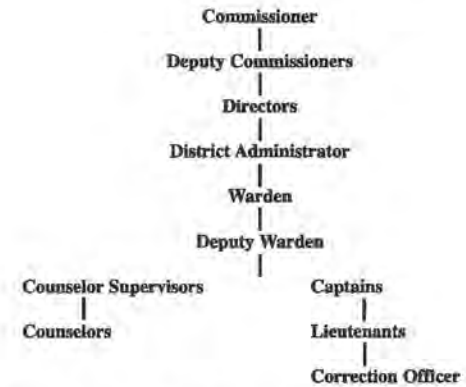 Commissioner
Deputy Commissioners
Directors
District Administrator
Warden
Deputy Warden
Counselor Supervisors
Counselors
Captains
Lieutenants
Correction Officer